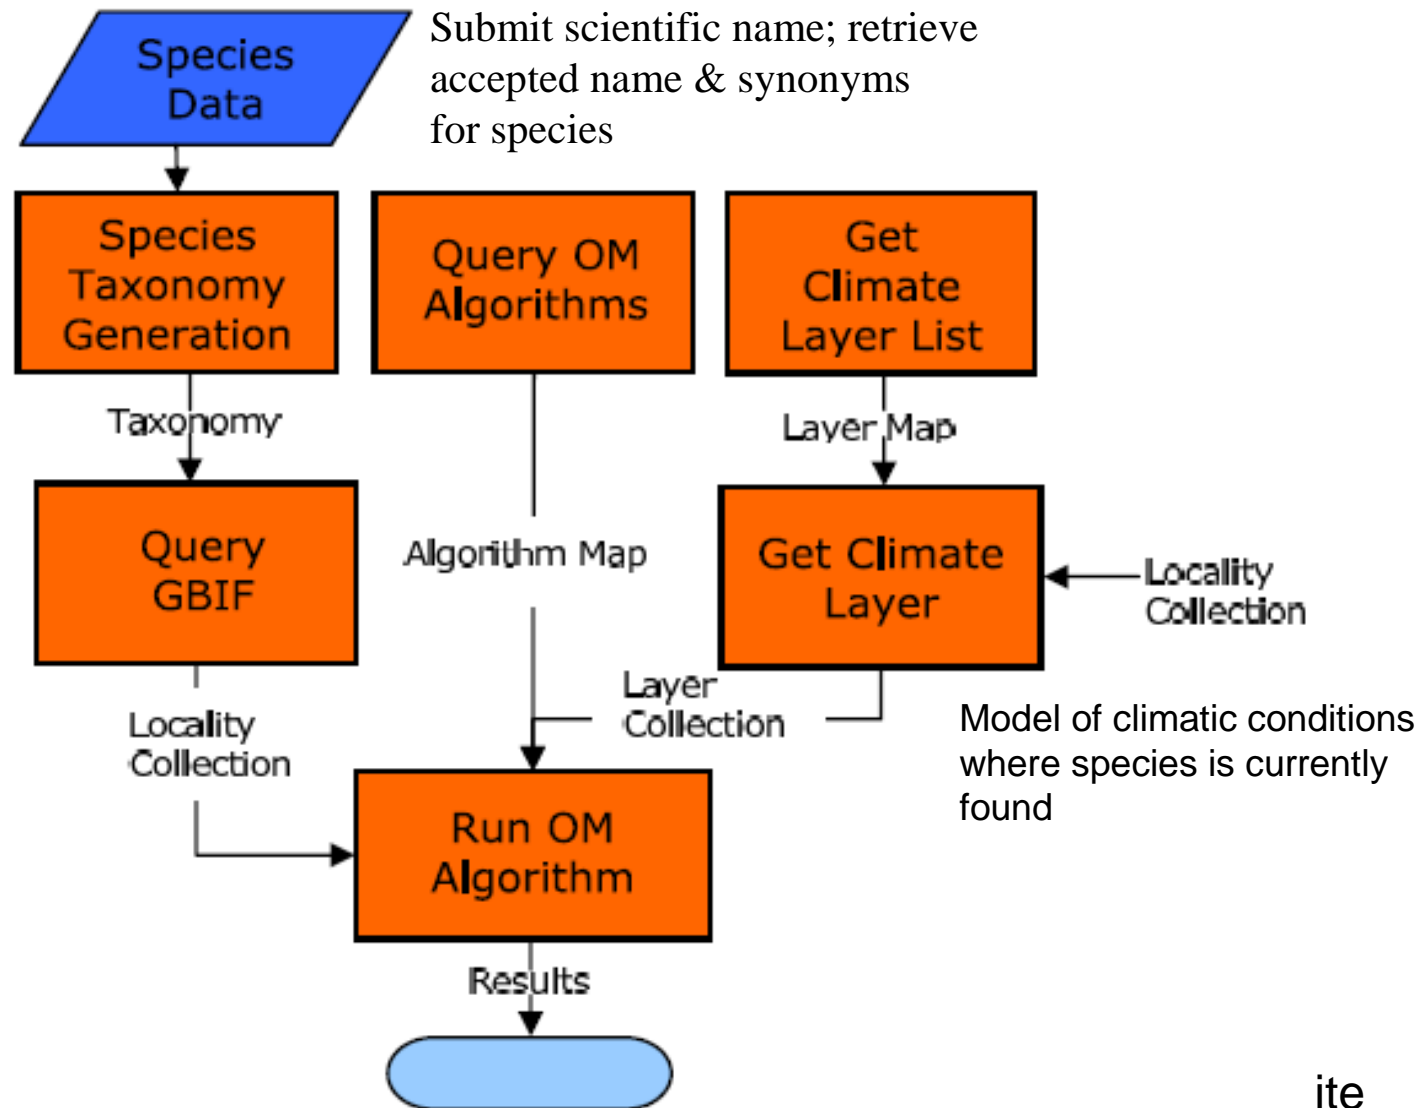 Species
Data
Submit scientific name; retrieve
accepted name & synonyms
for species
Species
Taxonomy
Generation
Query OM
Algorithms
Get
Climate
Layer List
Taxonomy
Layer Map
Query
GBIF
Algorithm Map
Get Climate
Layer
Locality
Collection
Layer
Collection
Locality
Collection
Model of climatic conditions
where species is currently
found
Run OM
Algorithm
Results
ite